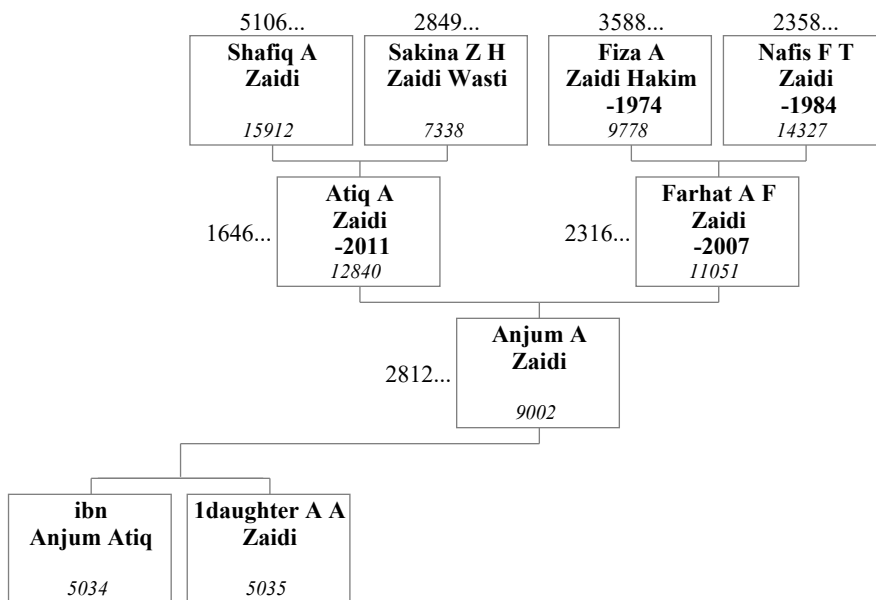 5106...
2849...
3588...
2358...
Shafiq A
Zaidi
15912
Sakina Z H
Zaidi Wasti
7338
Fiza A
Zaidi Hakim
-1974
9778
Nafis F T
Zaidi
-1984
14327
1646...
Atiq A
Zaidi
-2011
12840
2316...
Farhat A F
Zaidi
-2007
11051
2812...
Anjum A
Zaidi
9002
ibn
Anjum Atiq
5034
1daughter A A
Zaidi
5035